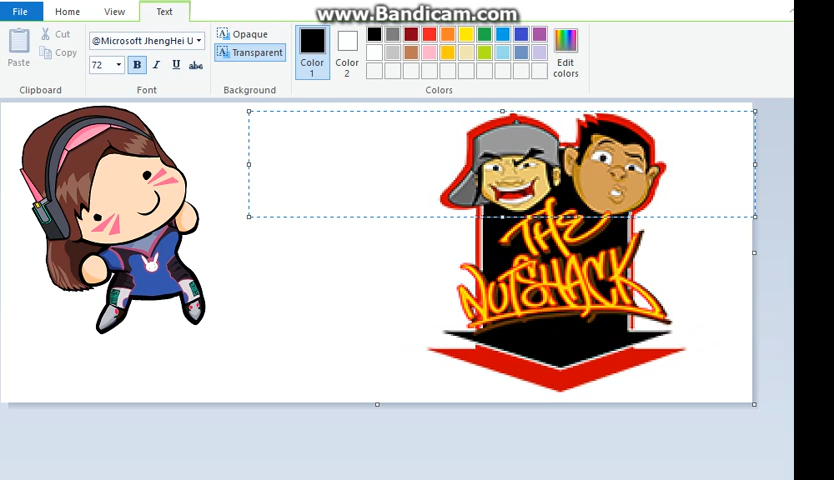 www.Bandicam.com
File
Home
View
Text
Paste
Cut
Copy
Clipboard
@Microsoft JhengHei U
72
B
I
U
abc
Font
A Opaque
A Transparent
Background
Color
1
Color
2
Edit
colors
Colors
THE
NUTSHACK